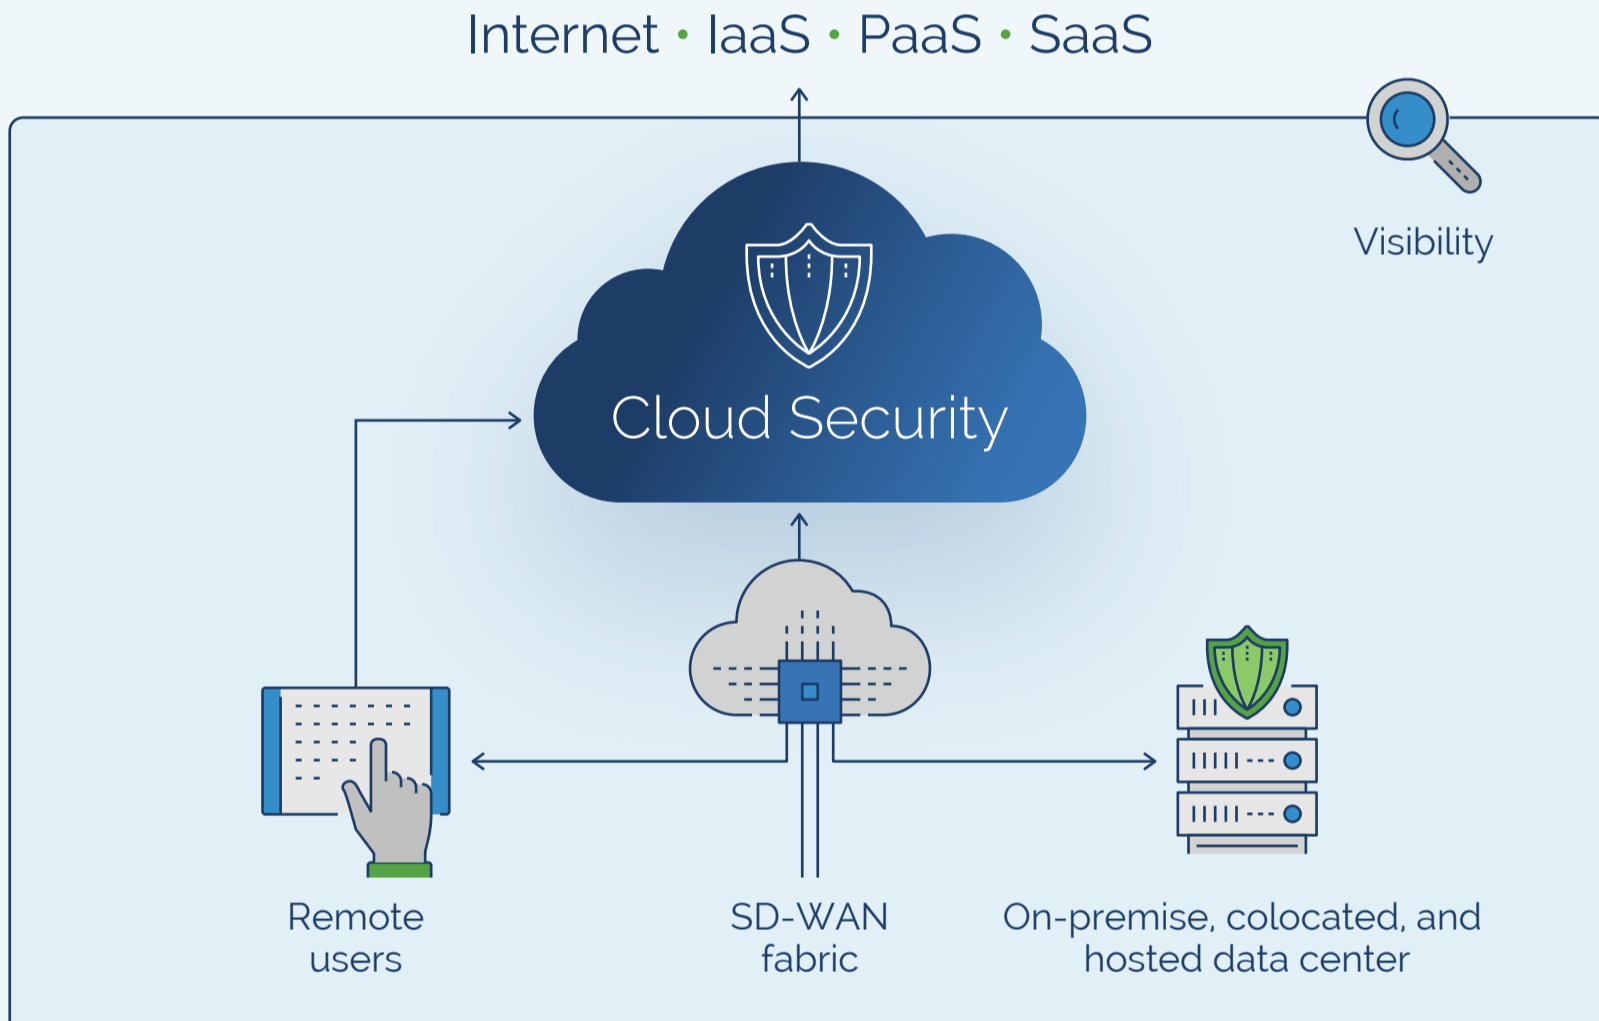 Internet • IaaS • PaaS • SaaS
Visibility
Cloud Security
Remote
users
SD-WAN
fabric
On-premise, colocated, and
hosted data center